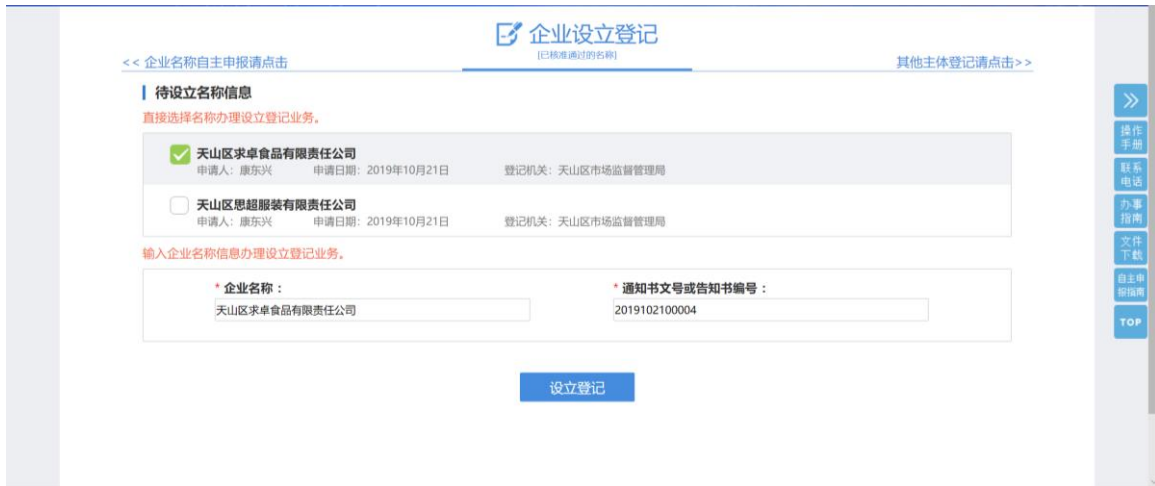 企业设立登记
[已核准通过的名称]
<< 企业名称自主申报请点击
其他主体登记请点击>>
待设立名称信息
直接选择名称办理设立登记业务。
天山区求卓食品有限责任公司
申请人：康东兴 申请日期：2019年10月21日 登记机关：天山区市场监督管理局
天山区思超服装有限责任公司
申请人：康东兴 申请日期：2019年10月21日 登记机关：天山区市场监督管理局
输入企业名称信息办理设立登记业务。
* 企业名称： * 通知书文号或告知书编号：
天山区求卓食品有限责任公司 2019102100004
设立登记
操作
手册
联系
电话
办事
指南
文件
下载
自主申
报指南
TOP